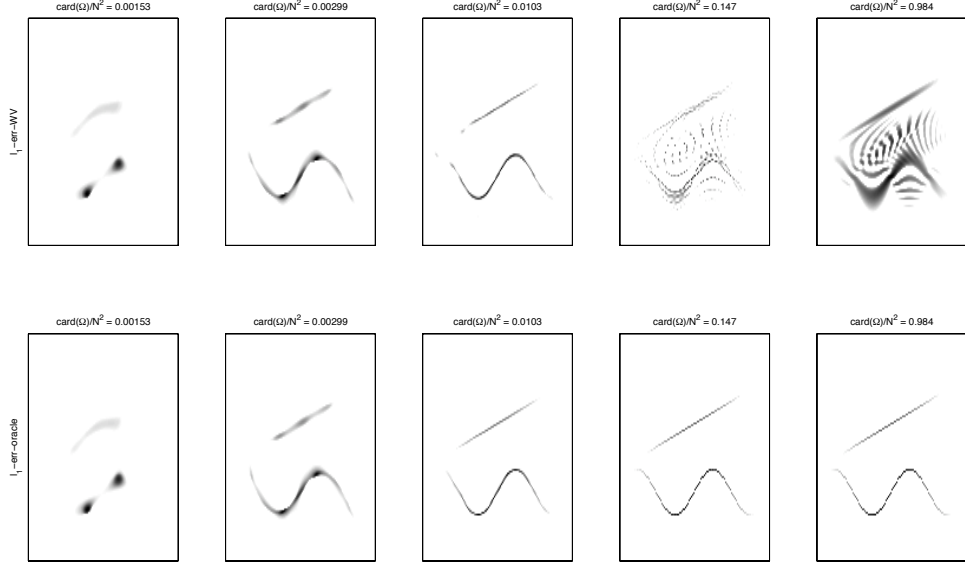 card(Ω)/N² = 0.00153 card(Ω)/N² = 0.00299 card(Ω)/N² = 0.0103 card(Ω)/N² = 0.147 card(Ω)/N² = 0.984
l₁−err−WV
card(Ω)/N² = 0.00153 card(Ω)/N² = 0.00299 card(Ω)/N² = 0.0103 card(Ω)/N² = 0.147 card(Ω)/N² = 0.984
l₁−err−oracle